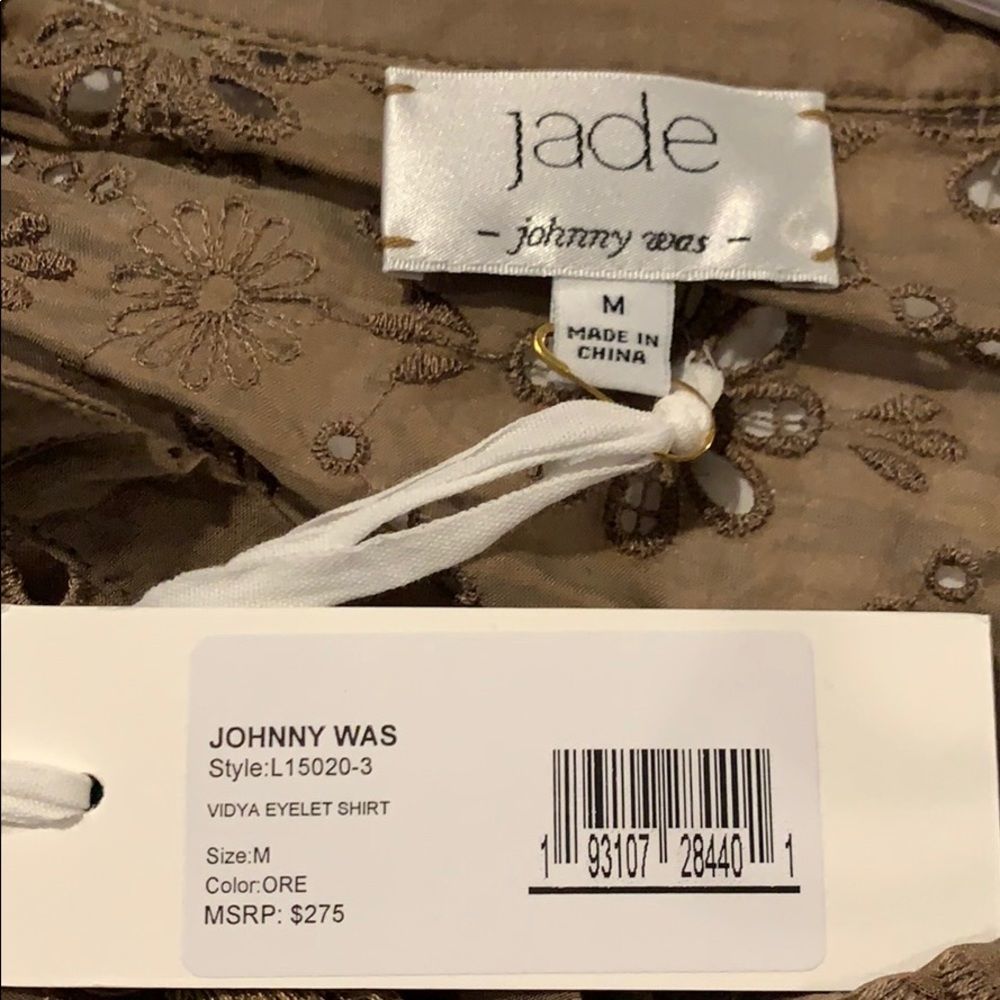 jade
- johnny was -
M
MADE IN
CHINA
JOHNNY WAS
Style:L15020-3
VIDYA EYELET SHIRT
Size:M
Color:ORE
MSRP: $275
1 93107 28440 1